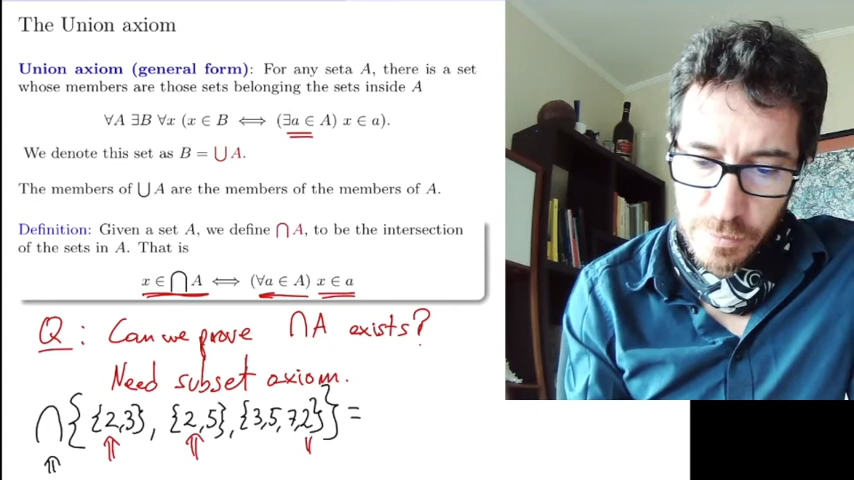 The Union axiom
Union axiom (general form): For any seta A, there is a set
whose members are those sets belonging the sets inside A
∀A ∃B ∀x (x ∈ B ⟺ (∃a ∈ A) x ∈ a).
We denote this set as B = ⋃ A.
The members of ⋃ A are the members of the members of A.
Definition: Given a set A, we define ⋂ A, to be the intersection
of the sets in A. That is
x ∈ ⋂ A ⟺ (∀a ∈ A) x ∈ a
Q : Can we prove ∩A exists?
Need subset axiom.
∩{{2,3}, {2,5}, {3,5,7,2}} =